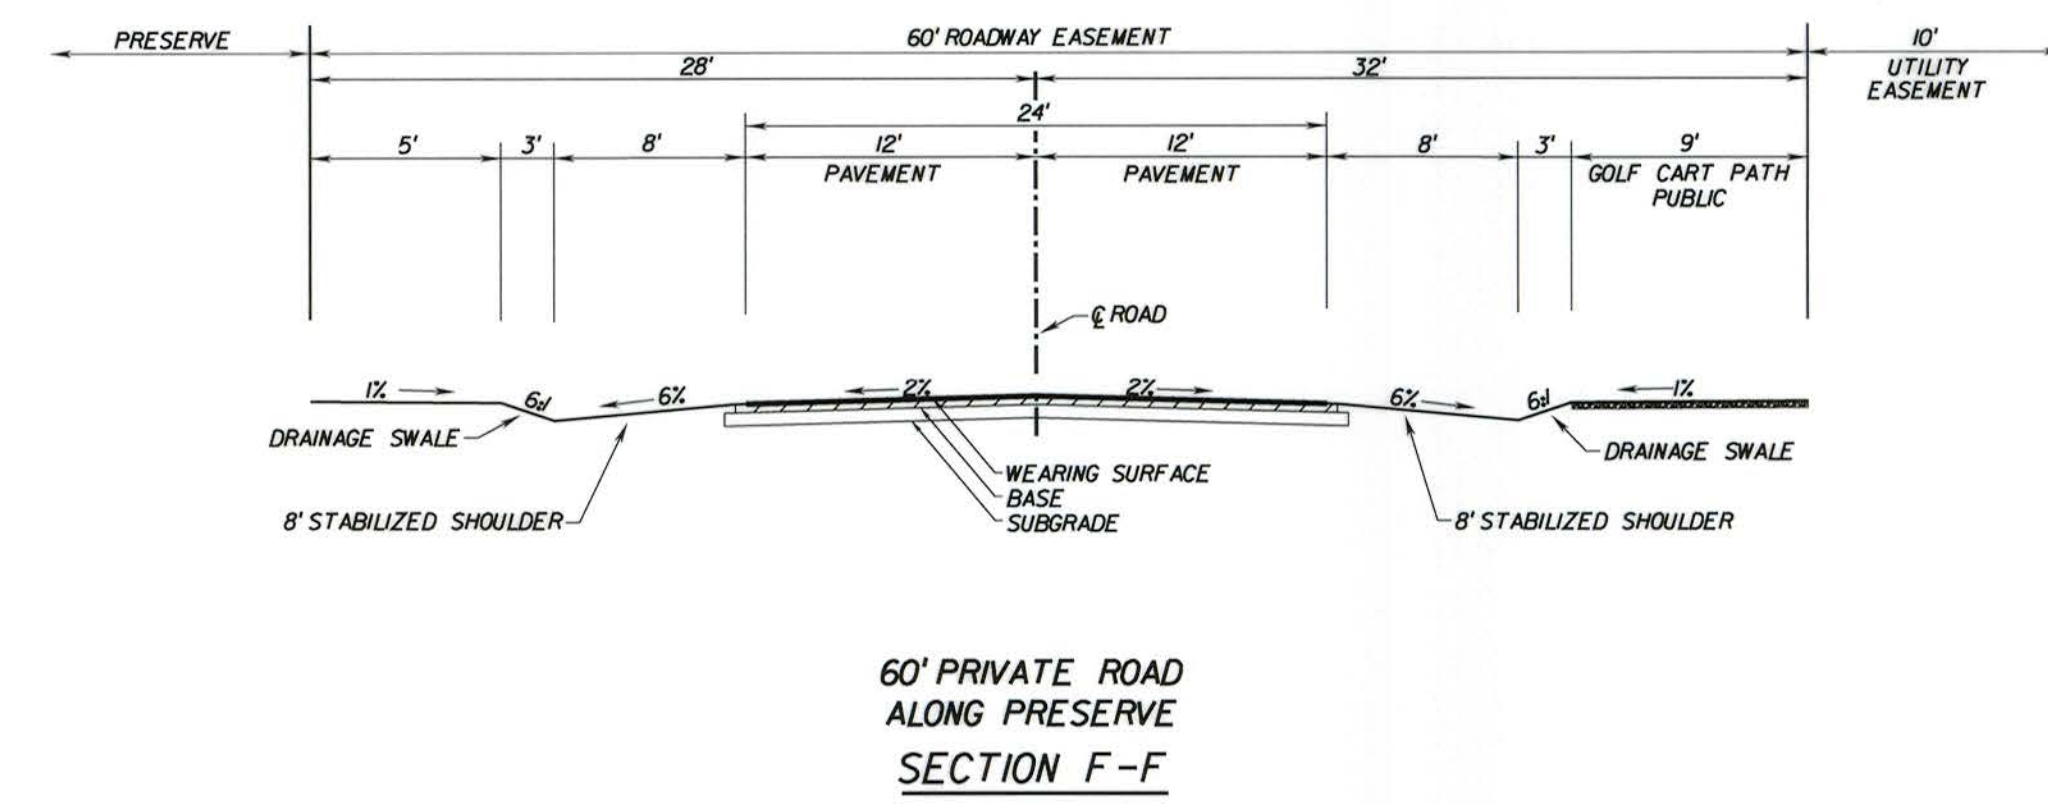 PRESERVE
60' ROADWAY EASEMENT
10'
UTILITY
EASEMENT
28'
32'
24'
5'
3'
8'
12'
PAVEMENT
12'
PAVEMENT
8'
3'
9'
GOLF CART PATH
PUBLIC
℄ ROAD
1%
6:1
6%
2%
2%
6%
6:1
1%
DRAINAGE SWALE
DRAINAGE SWALE
WEARING SURFACE
BASE
SUBGRADE
8' STABILIZED SHOULDER
8' STABILIZED SHOULDER
60' PRIVATE ROAD
ALONG PRESERVE
SECTION F-F